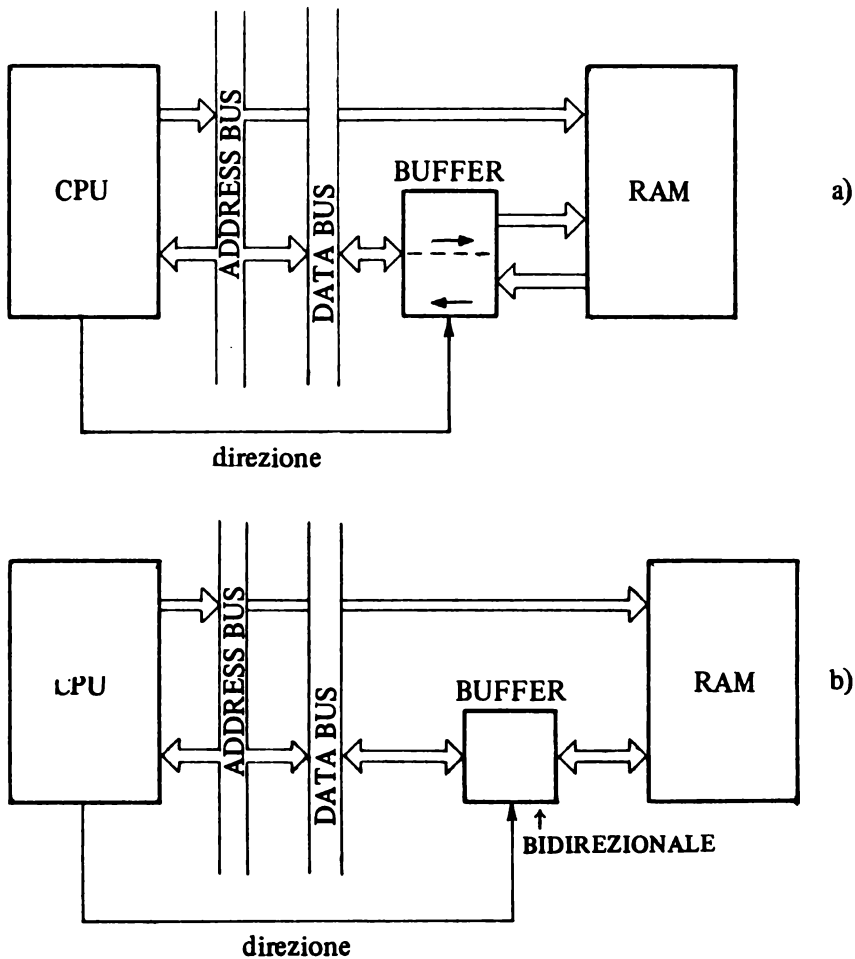 CPU
ADDRESS BUS
DATA BUS
BUFFER
RAM
a)
direzione
CPU
ADDRESS BUS
DATA BUS
BUFFER
RAM
b)
BIDIREZIONALE
direzione